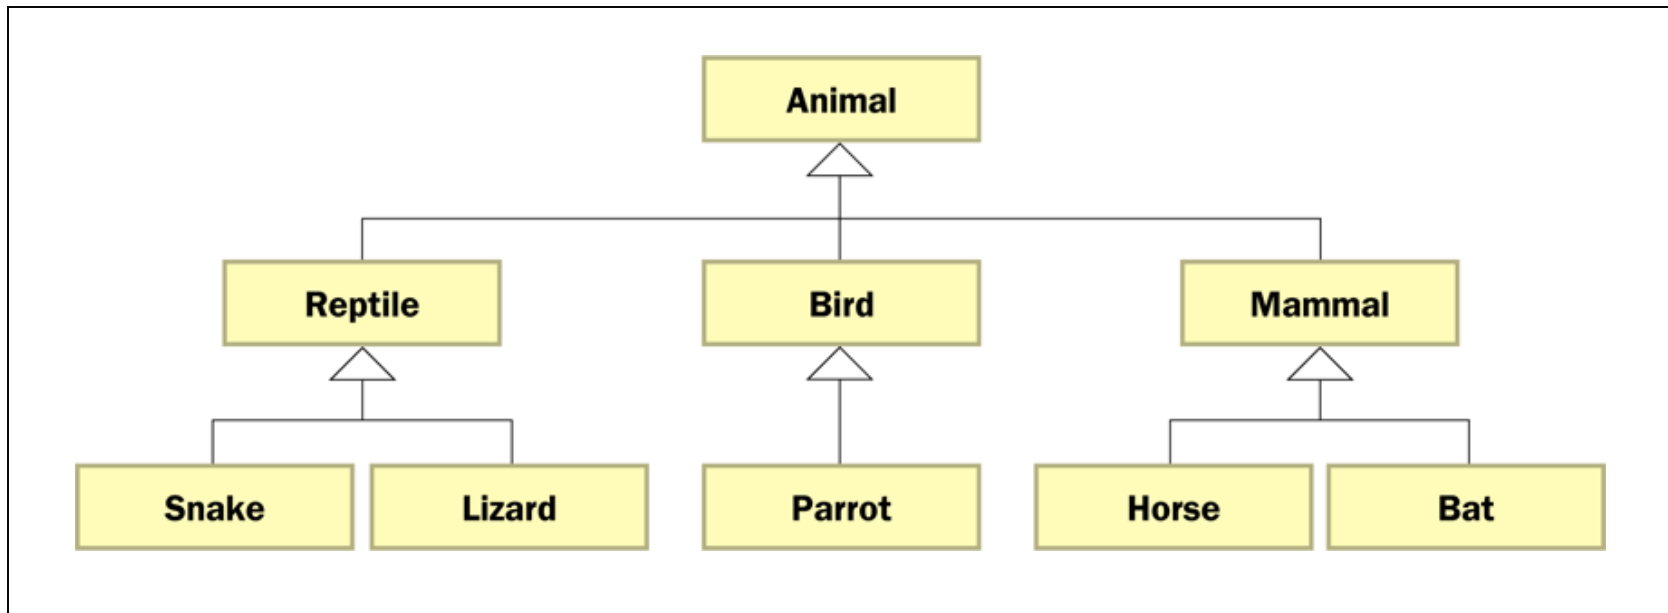 Animal
Reptile
Bird
Mammal
Snake
Lizard
Parrot
Horse
Bat